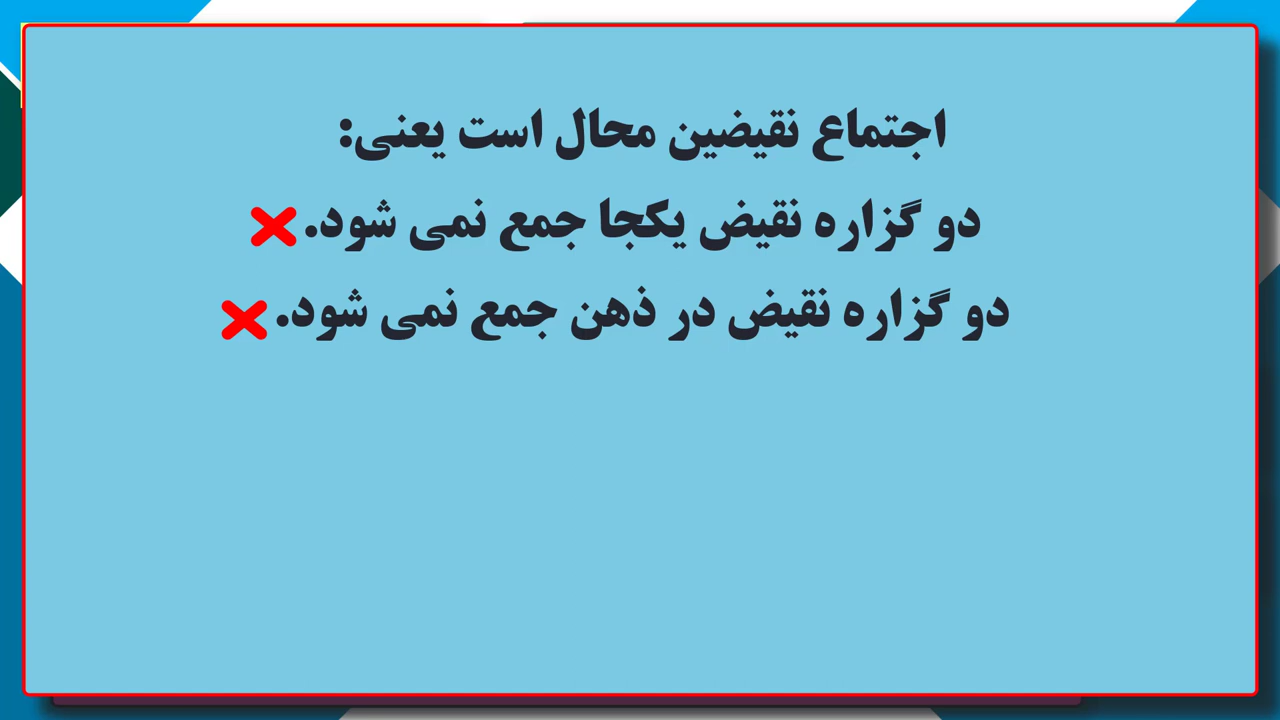 اجتماع نقیضین محال است یعنی:
دو گزاره نقیض یکجا جمع نمی شود.
دو گزاره نقیض در ذهن جمع نمی شود.